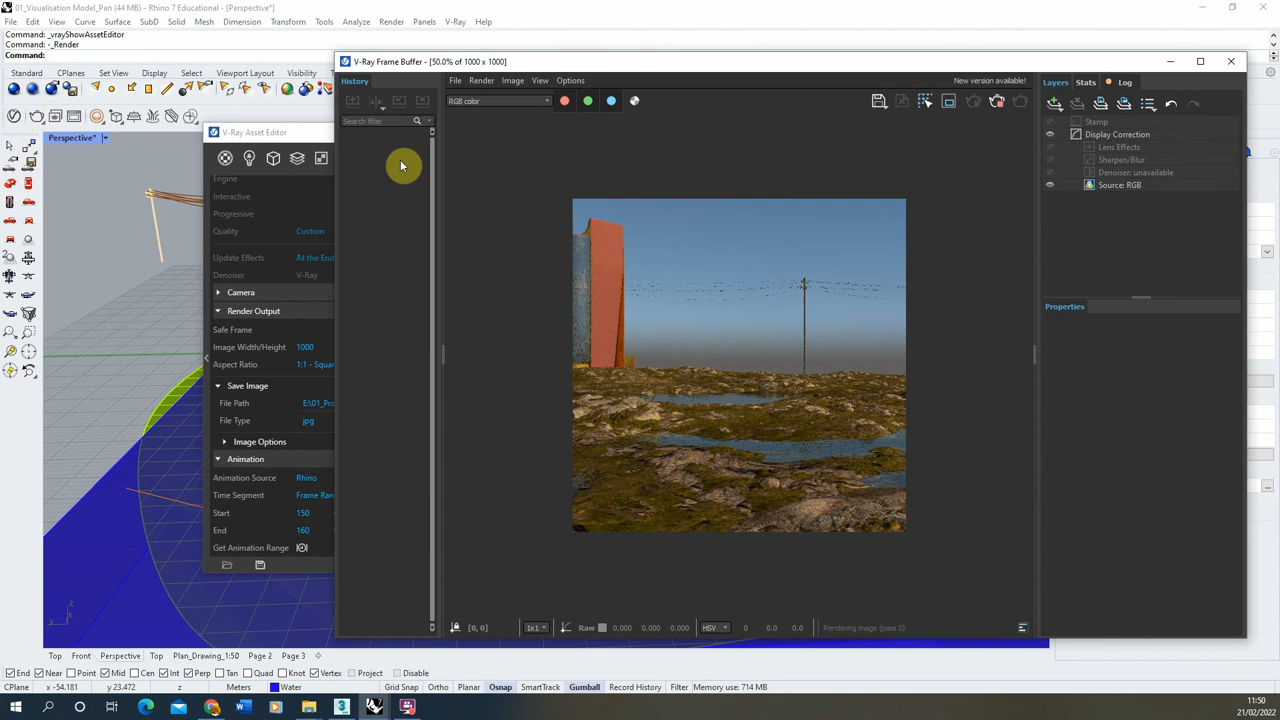 01_Visualisation Model_Pan (44 MB) - Rhino 7 Educational - [Perspective*]
File Edit View Curve Surface SubD Solid Mesh Dimension Transform Tools Analyze Render Panels V-Ray Help
Command: _vrayShowAssetEditor
Command: -_Render
Command:
Standard CPlanes Set View Display Select Viewport Layout Visibility
Perspective*
V-Ray Asset Editor
Engine
Interactive
Progressive
Quality Custom
Update Effects At the End
Denoiser V-Ray
Camera
Render Output
Safe Frame
Image Width/Height 1000
Aspect Ratio 1:1 - Squar
Save Image
File Path E:\01_Pro
File Type jpg
Image Options
Animation
Animation Source Rhino
Time Segment Frame Ran
Start 150
End 160
Get Animation Range
V-Ray Frame Buffer - [50.0% of 1000 x 1000]
History
File Render Image View Options
New version available!
Layers Stats Log
RGB color
Search filter
Stamp
Display Correction
Lens Effects
Sharpen/Blur
Denoiser: unavailable
Source: RGB
Properties
[0, 0] 1x1 Raw 0.000 0.000 0.000 HSV 0 0.0 0.0 Rendering image (pass 0)
Top Front Perspective Top Plan_Drawing_1:50 Page 2 Page 3
End Near Point Mid Cen Int Perp Tan Quad Knot Vertex Project Disable
CPlane x -54.181 y 23.472 z Meters Water Grid Snap Ortho Planar Osnap SmartTrack Gumball Record History Filter Memory use: 714 MB
11:50
21/02/2022